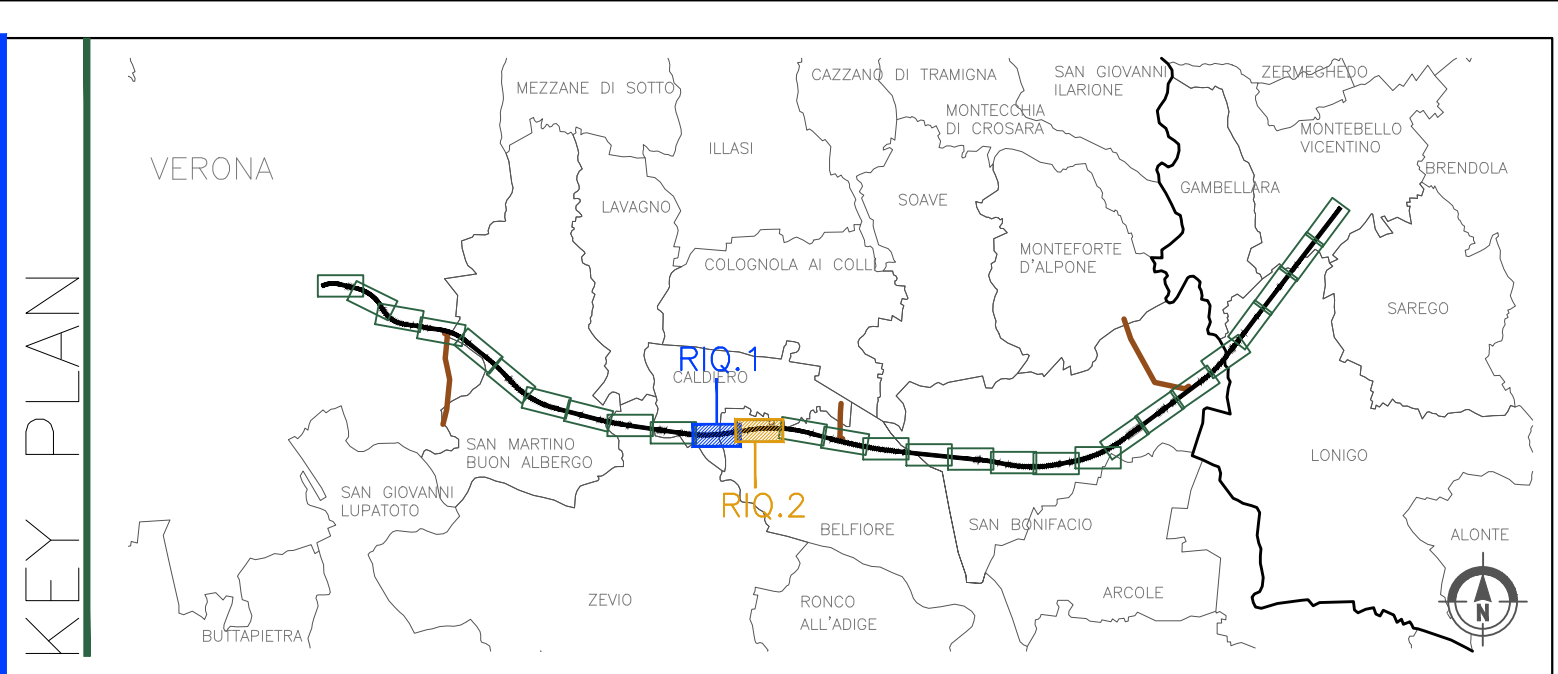 KEY PLAN
VERONA
MEZZANE DI SOTTO
CAZZANO DI TRAMIGNA
SAN GIOVANNI
ILARIONE
ZERMEGHEDO
MONTECCHIA
DI CROSARA
MONTEBELLO
VICENTINO
ILLASI
BRENDOLA
LAVAGNO
SOAVE
GAMBELLARA
COLOGNOLA AI COLLI
MONTEFORTE
D'ALPONE
SAREGO
RIQ.1
CALDIERO
SAN MARTINO
BUON ALBERGO
LONIGO
SAN GIOVANNI
LUPATOTO
RIQ.2
BELFIORE
SAN BONIFACIO
ALONTE
ZEVIO
RONCO
ALL'ADIGE
ARCOLE
N
BUTTAPIETRA